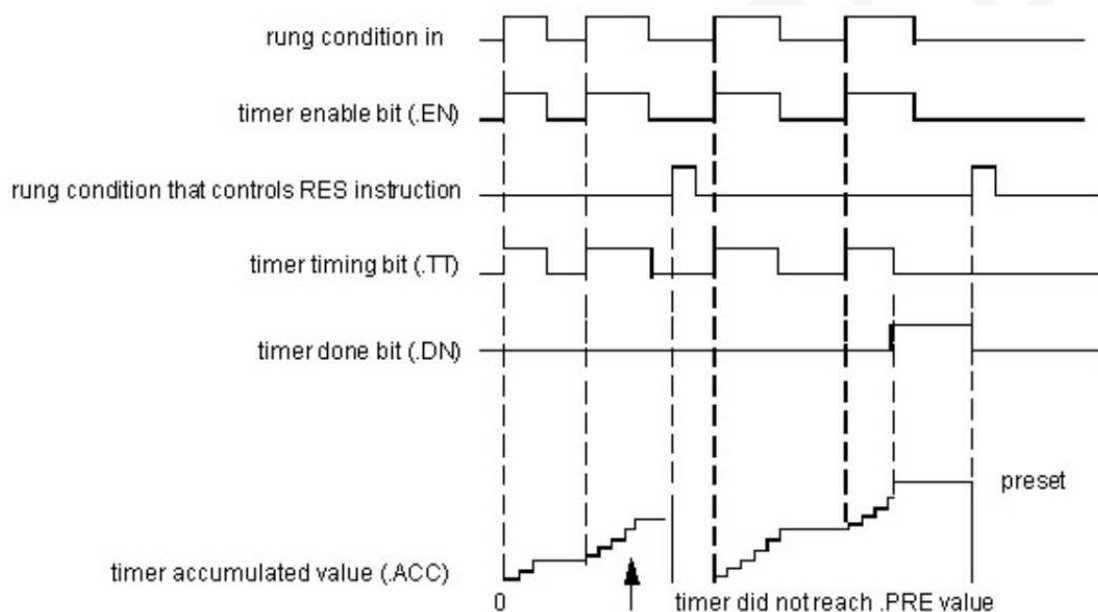 rung condition in
timer enable bit (.EN)
rung condition that controls RES instruction
timer timing bit (.TT)
timer done bit (.DN)
preset
timer accumulated value (.ACC)
0
timer did not reach .PRE value